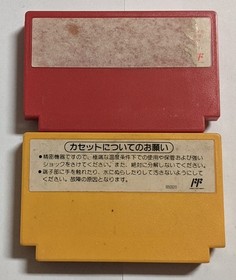 カセットについてのお願い
●精密機器ですので、極端な温度条件下での使用や保管および強い
ショックをさけてください。また、絶対に分解しないでください。
●端子部に手を触れたり、水にぬらしたりして汚さないようにして
ください。故障の原因となります。
FF